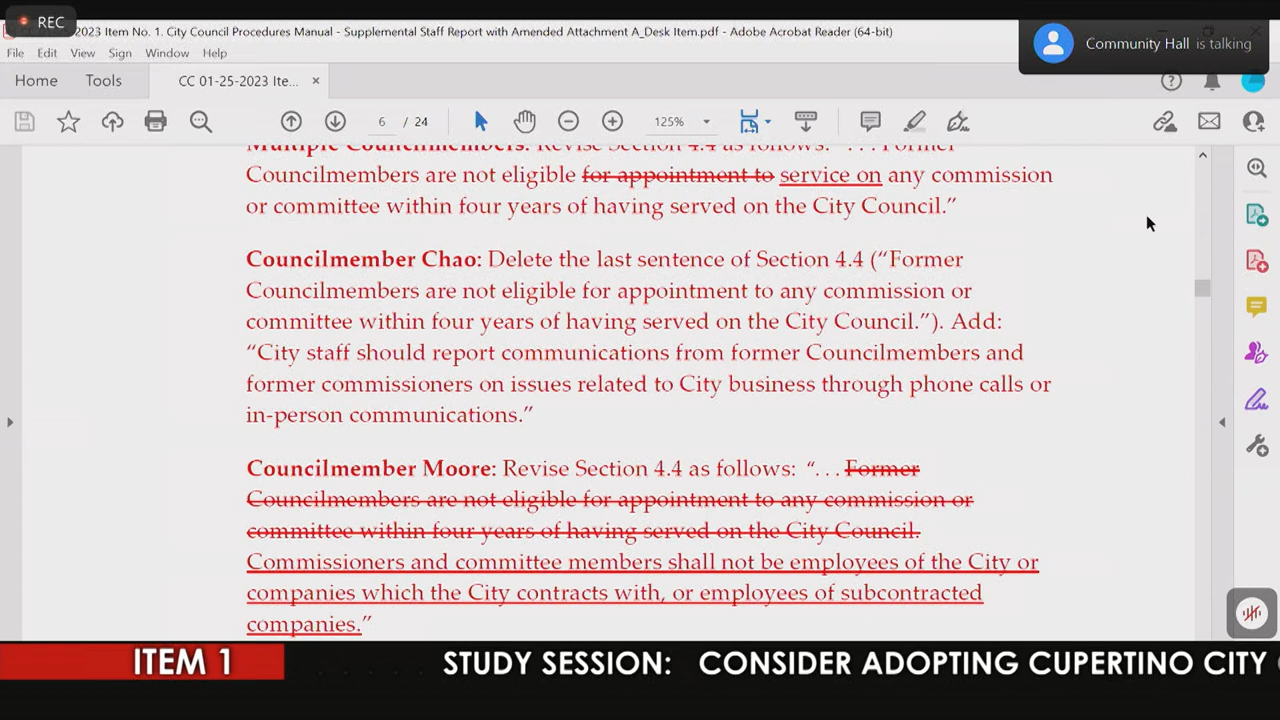 REC
2023 Item No. 1. City Council Procedures Manual - Supplemental Staff Report with Amended Attachment A_Desk Item.pdf - Adobe Acrobat Reader (64-bit)
Community Hall is talking
File Edit View Sign Window Help
Home Tools CC 01-25-2023 Ite... ×
6 / 24 125%
Multiple Councilmembers: Revise Section 4.4 as follows: “. . . Former
Councilmembers are not eligible for appointment to service on any commission
or committee within four years of having served on the City Council.”
Councilmember Chao: Delete the last sentence of Section 4.4 (“Former
Councilmembers are not eligible for appointment to any commission or
committee within four years of having served on the City Council.”). Add:
“City staff should report communications from former Councilmembers and
former commissioners on issues related to City business through phone calls or
in-person communications.”
Councilmember Moore: Revise Section 4.4 as follows: “. . . Former
Councilmembers are not eligible for appointment to any commission or
committee within four years of having served on the City Council.
Commissioners and committee members shall not be employees of the City or
companies which the City contracts with, or employees of subcontracted
companies.”
ITEM 1 STUDY SESSION: CONSIDER ADOPTING CUPERTINO CITY